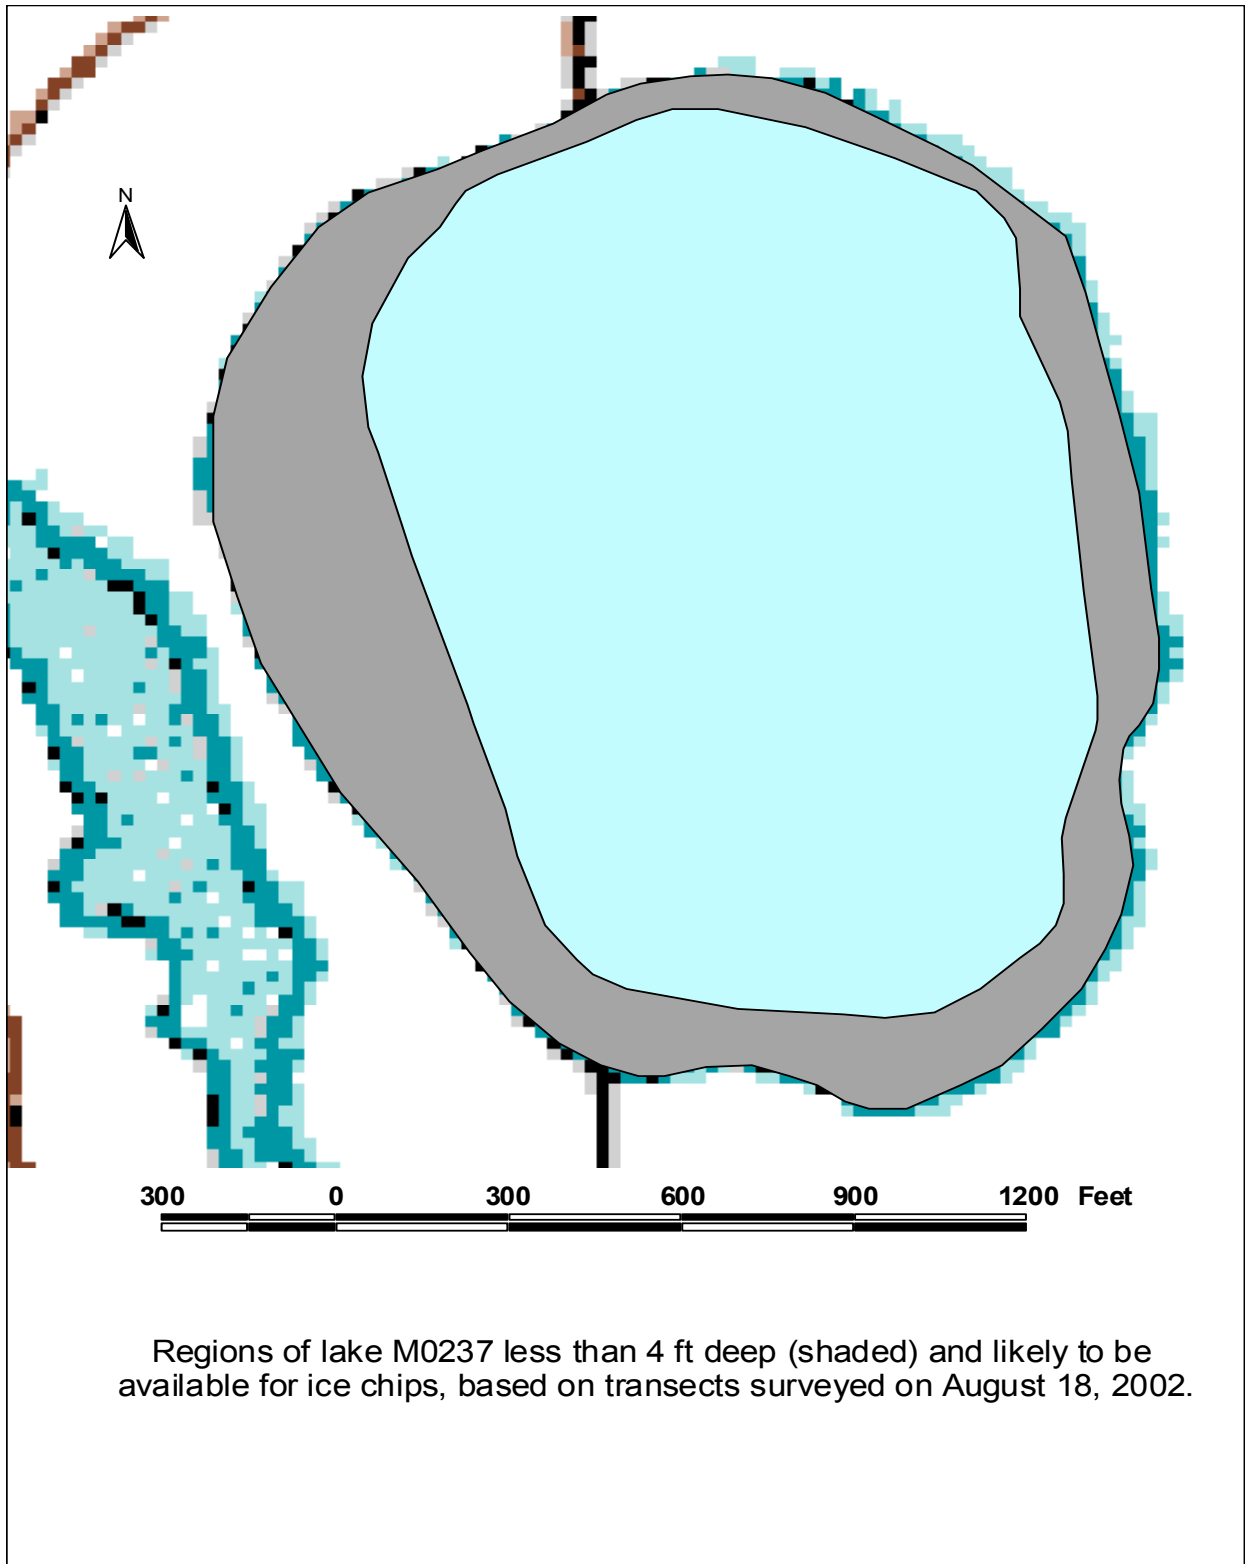 N
300 0 300 600 900 1200 Feet
Regions of lake M0237 less than 4 ft deep (shaded) and likely to be
available for ice chips, based on transects surveyed on August 18, 2002.